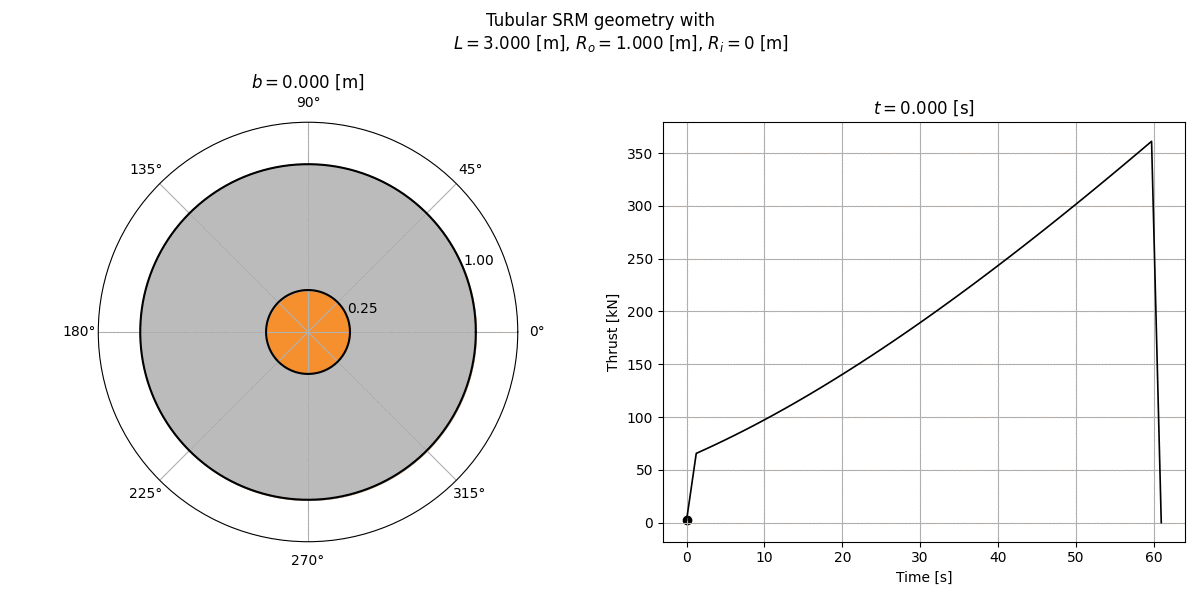 Tubular SRM geometry with
L = 3.000 [m], Rₒ = 1.000 [m], Rᵢ = 0 [m]
b = 0.000 [m]
90°
135°
45°
1.00
0.25
180°
0°
225°
315°
270°
t = 0.000 [s]
Thrust [kN]
350
300
250
200
150
100
50
0
0 10 20 30 40 50 60
Time [s]